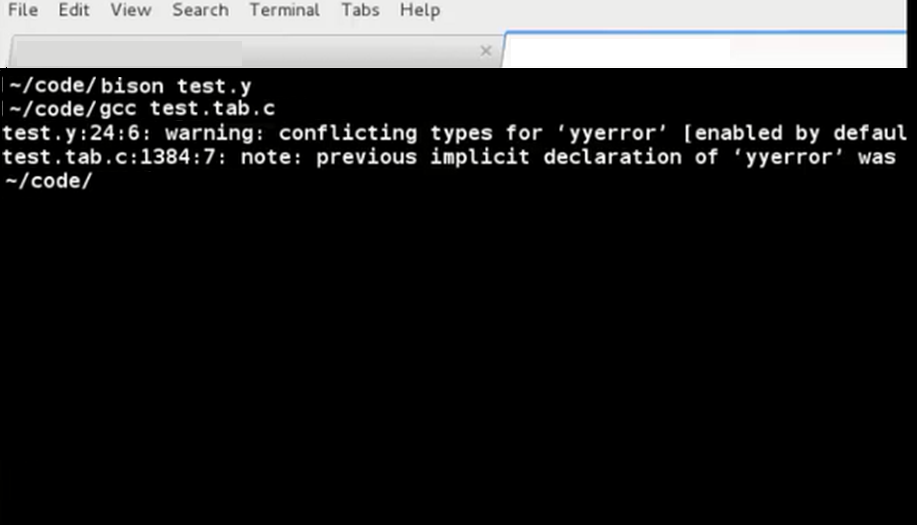 File Edit View Search Terminal Tabs Help
~/code/bison test.y
~/code/gcc test.tab.c
test.y:24:6: warning: conflicting types for ‘yyerror’ [enabled by defaul
test.tab.c:1384:7: note: previous implicit declaration of ‘yyerror’ was
~/code/